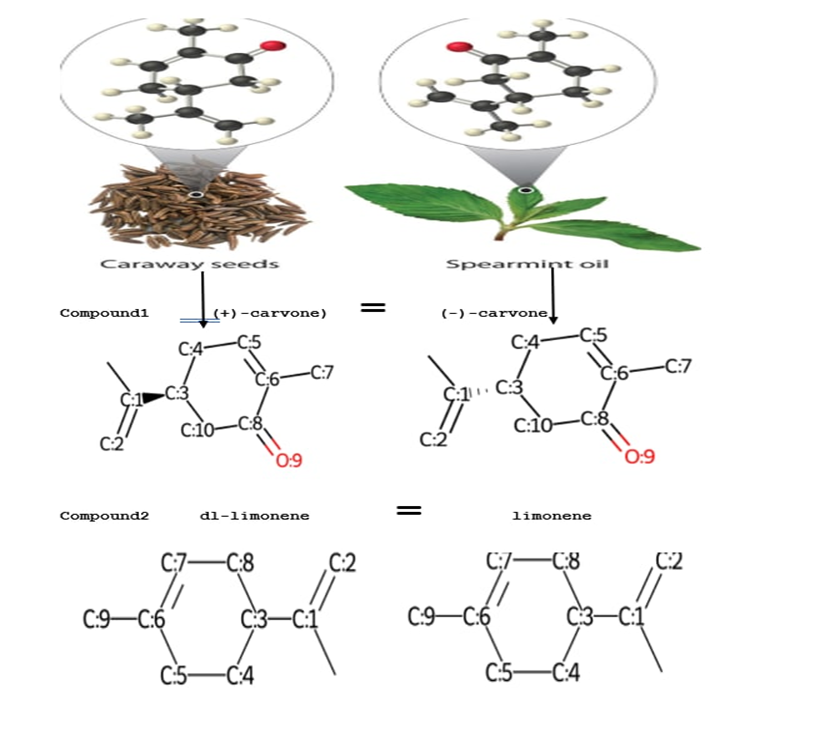 Caraway seeds
Spearmint oil
Compound1 (+)-carvone) = (-)-carvone
C:4 C:5
C:6 C:7
C:1 C:3
C:2
C:10 C:8
O:9
C:4 C:5
C:6 C:7
C:1 C:3
C:2
C:10 C:8
O:9
Compound2 dl-limonene = limonene
C:7 C:8 C:2
C:9 C:6 C:3 C:1
C:5 C:4
C:7 C:8 C:2
C:9 C:6 C:3 C:1
C:5 C:4